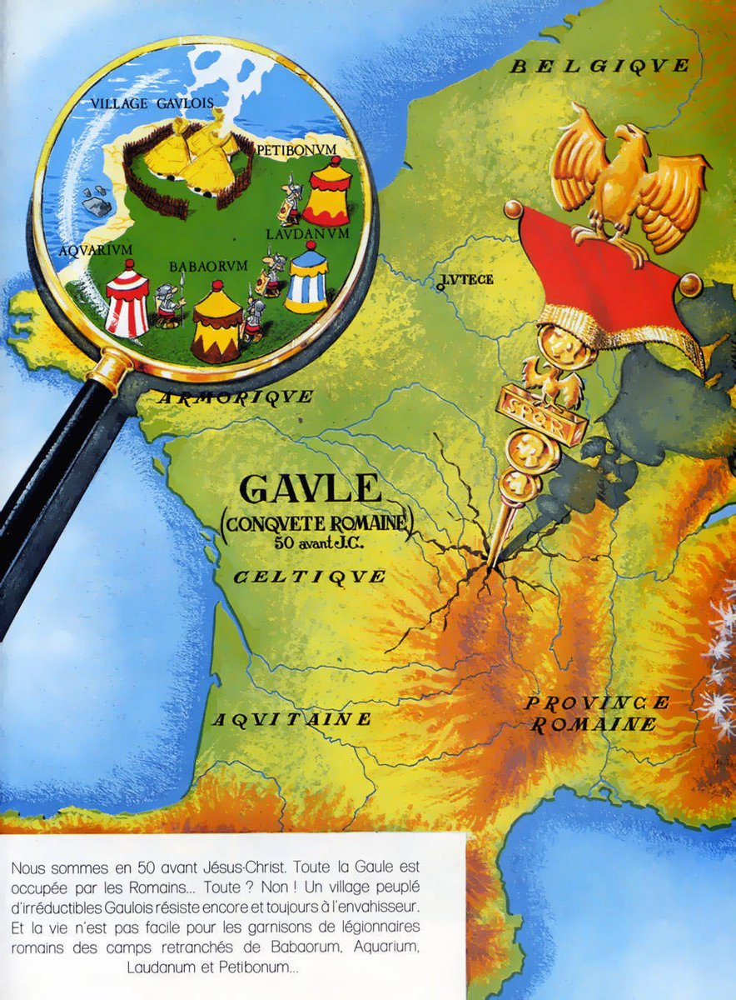 BELGIQVE
VILLAGE GAVLOIS
PETIBONVM
LAVDANVM
AQVARIVM
BABAORVM
LVTECE
ARMORIQVE
SPQR
GAVLE
(CONQVETE ROMAINE)
50 avant J.C.
CELTIQVE
PROVINCE
ROMAINE
AQVITAINE
Nous sommes en 50 avant Jésus-Christ. Toute la Gaule est
occupée par les Romains... Toute ? Non ! Un village peuplé
d'irréductibles Gaulois résiste encore et toujours à l'envahisseur.
Et la vie n'est pas facile pour les garnisons de légionnaires
romains des camps retranchés de Babaorum, Aquarium,
Laudanum et Petibonum...